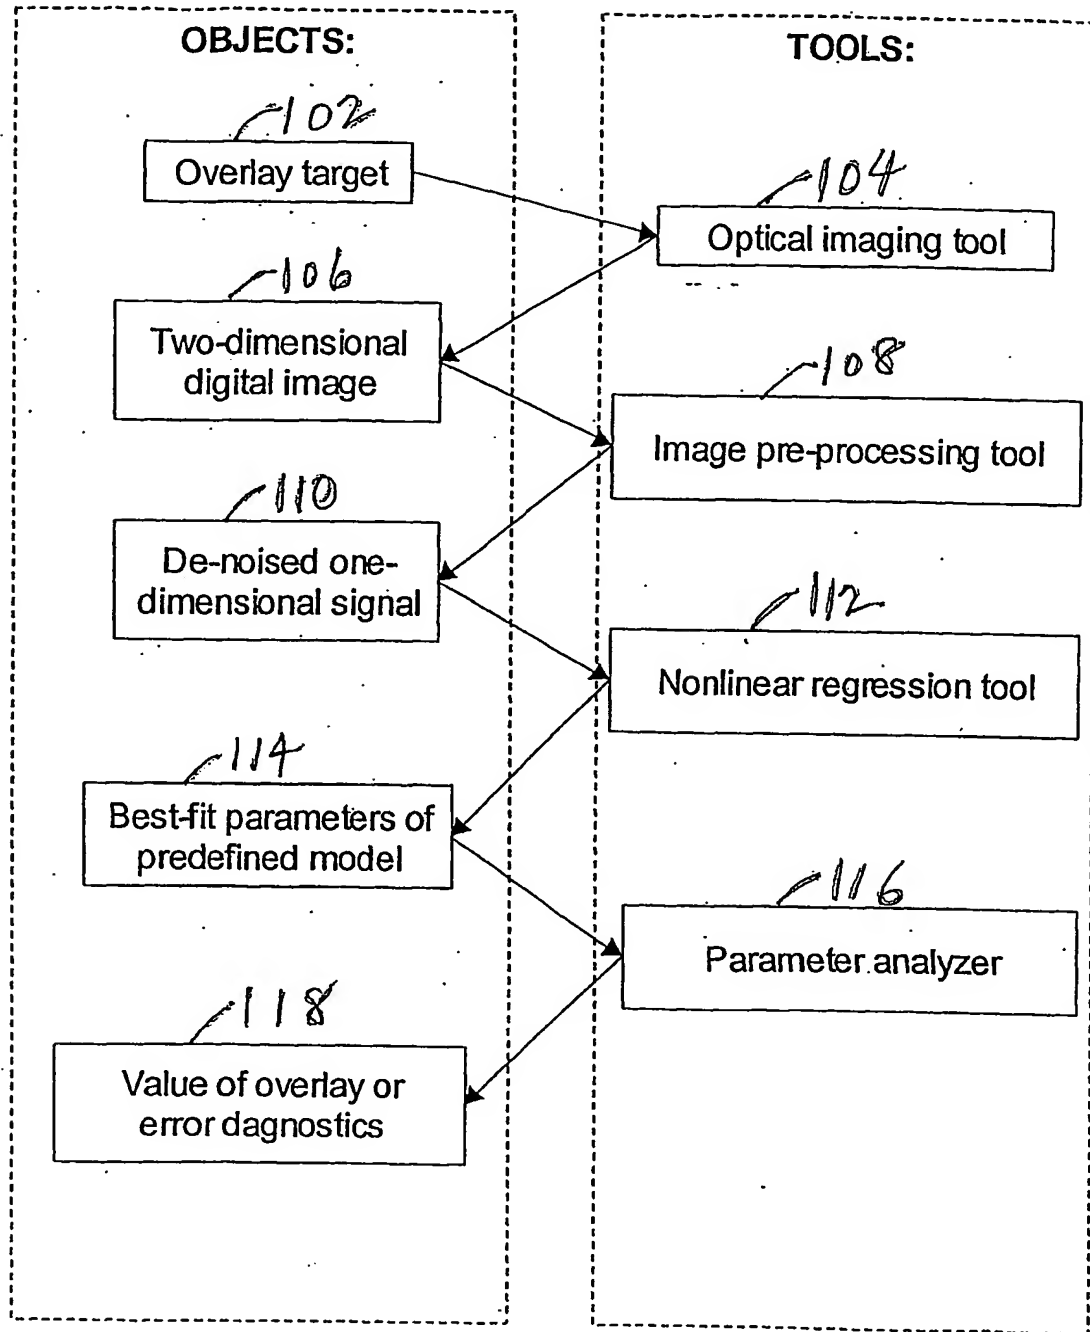 OBJECTS:
TOOLS:
102
Overlay target
104
Optical imaging tool
106
Two-dimensional
digital image
108
Image pre-processing tool
110
De-noised one-
dimensional signal
112
Nonlinear regression tool
114
Best-fit parameters of
predefined model
116
Parameter analyzer
118
Value of overlay or
error dagnostics